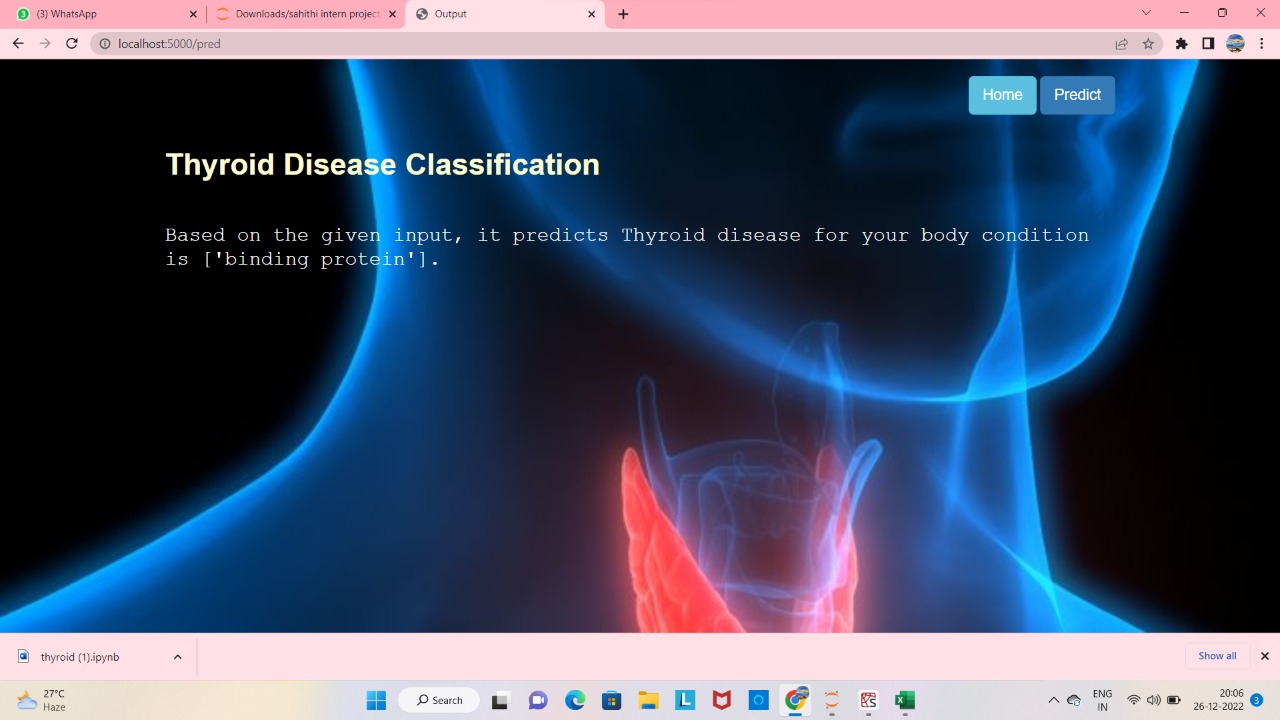 (3) WhatsApp
Downloads/sahithi intern project
Output
localhost:5000/pred
Home
Predict
Thyroid Disease Classification
Based on the given input, it predicts Thyroid disease for your body condition
is ['binding protein'].
thyroid (1).ipynb
Show all
27°C
Haze
Search
ENG
IN
20:06
26-12-2022
3